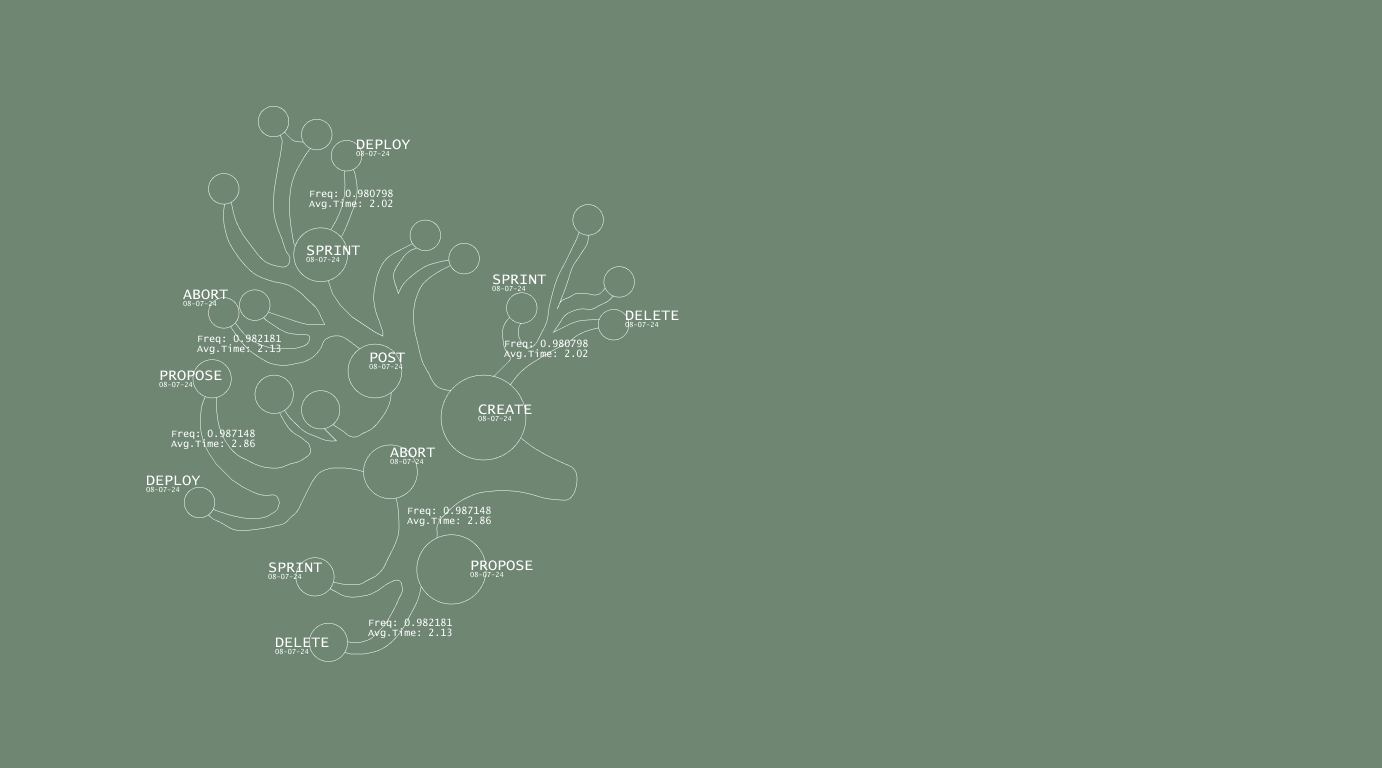 DEPLOY
08-07-24
Freq: 0.980798
Avg.Time: 2.02
SPRINT
08-07-24
SPRINT
08-07-24
ABORT
08-07-24
DELETE
08-07-24
Freq: 0.982181
Avg.Time: 2.13
Freq: 0.980798
Avg.Time: 2.02
POST
08-07-24
PROPOSE
08-07-24
CREATE
08-07-24
Freq: 0.987148
Avg.Time: 2.86
ABORT
08-07-24
DEPLOY
08-07-24
Freq: 0.987148
Avg.Time: 2.86
SPRINT
08-07-24
PROPOSE
08-07-24
Freq: 0.982181
Avg.Time: 2.13
DELETE
08-07-24